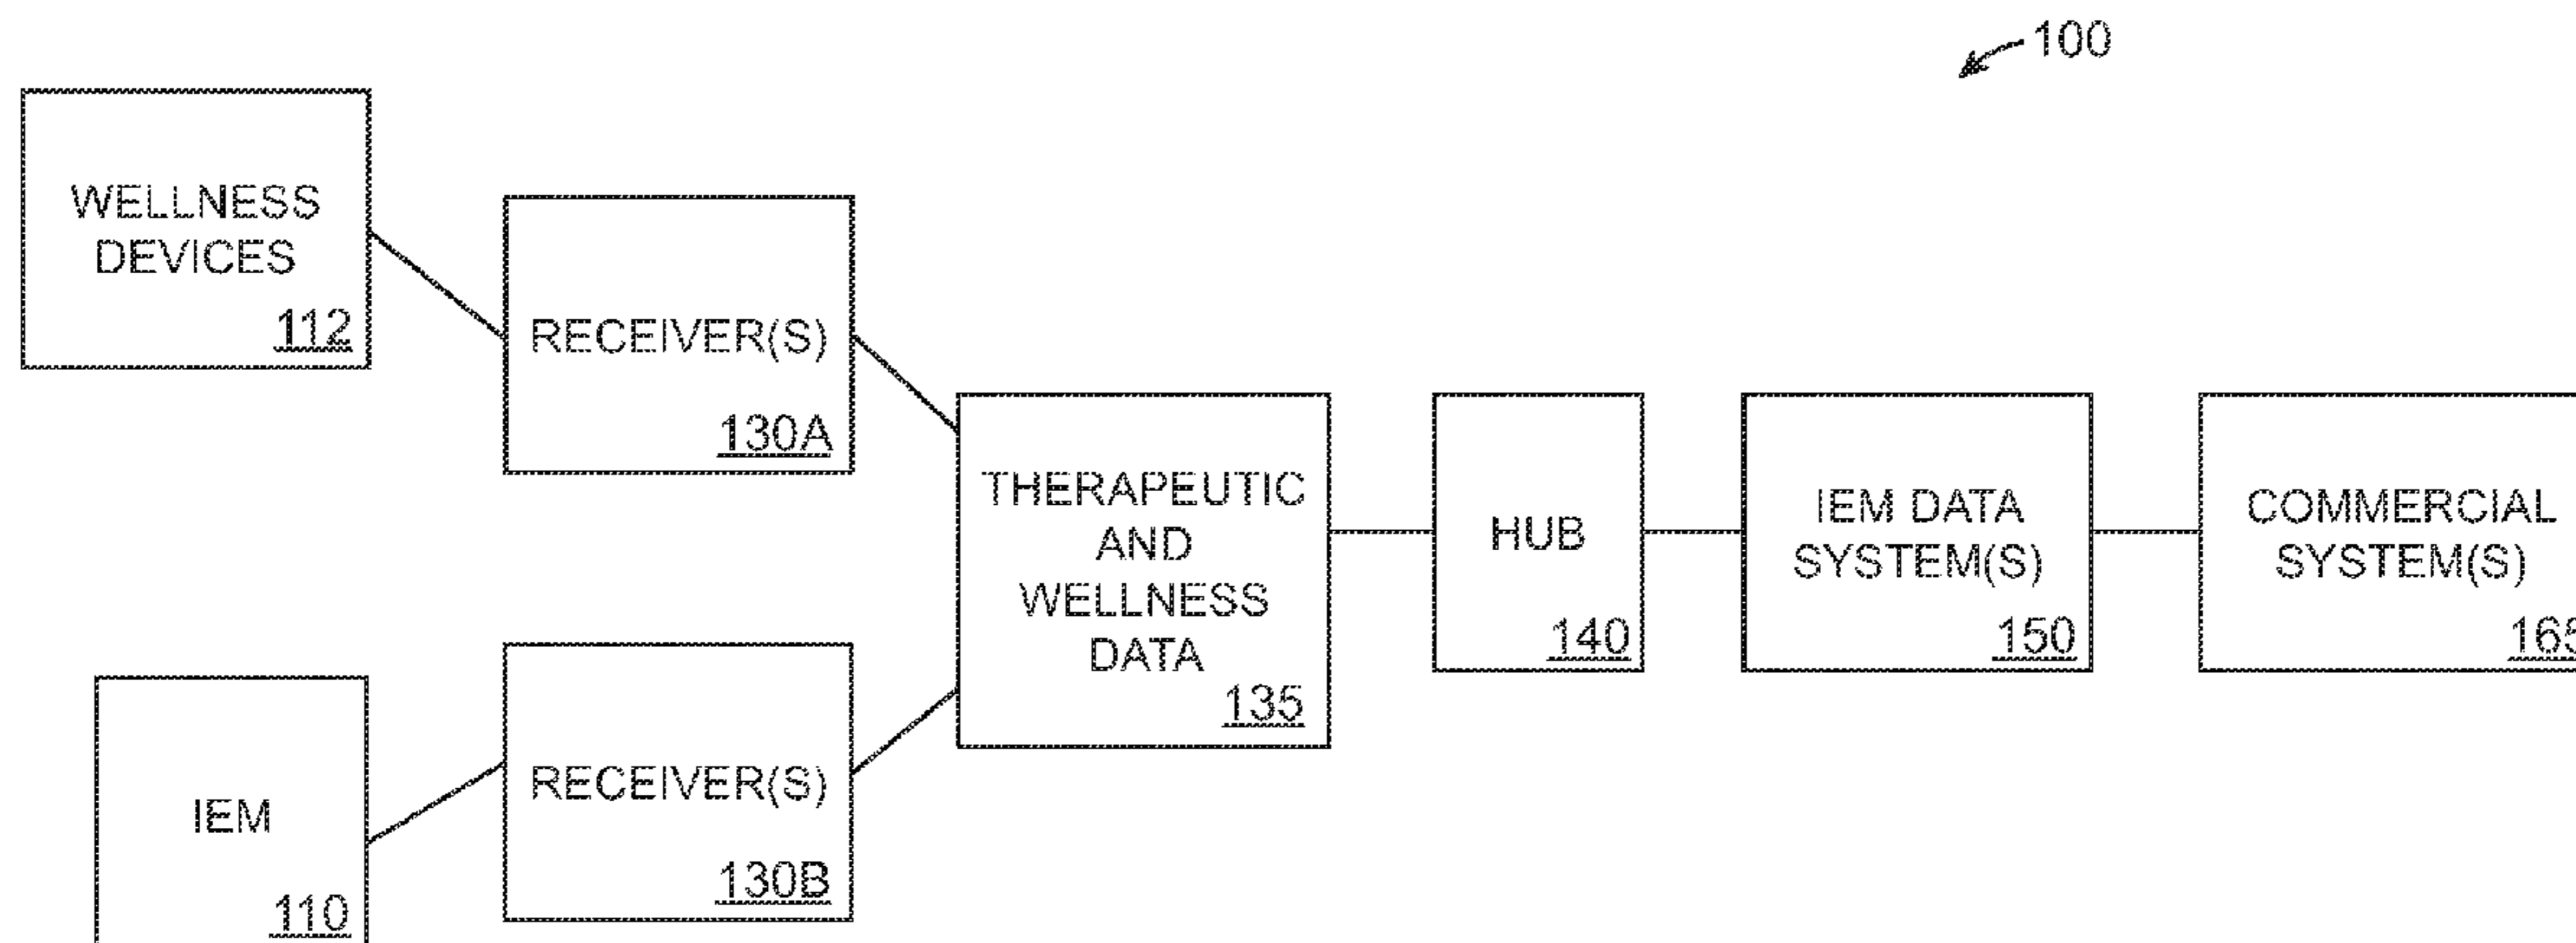 100
WELLNESS
DEVICES
112
RECEIVER(S)
130A
THERAPEUTIC
AND
WELLNESS
DATA
135
HUB
140
IEM DATA
SYSTEM(S)
150
COMMERCIAL
SYSTEM(S)
165
IEM
110
RECEIVER(S)
130B